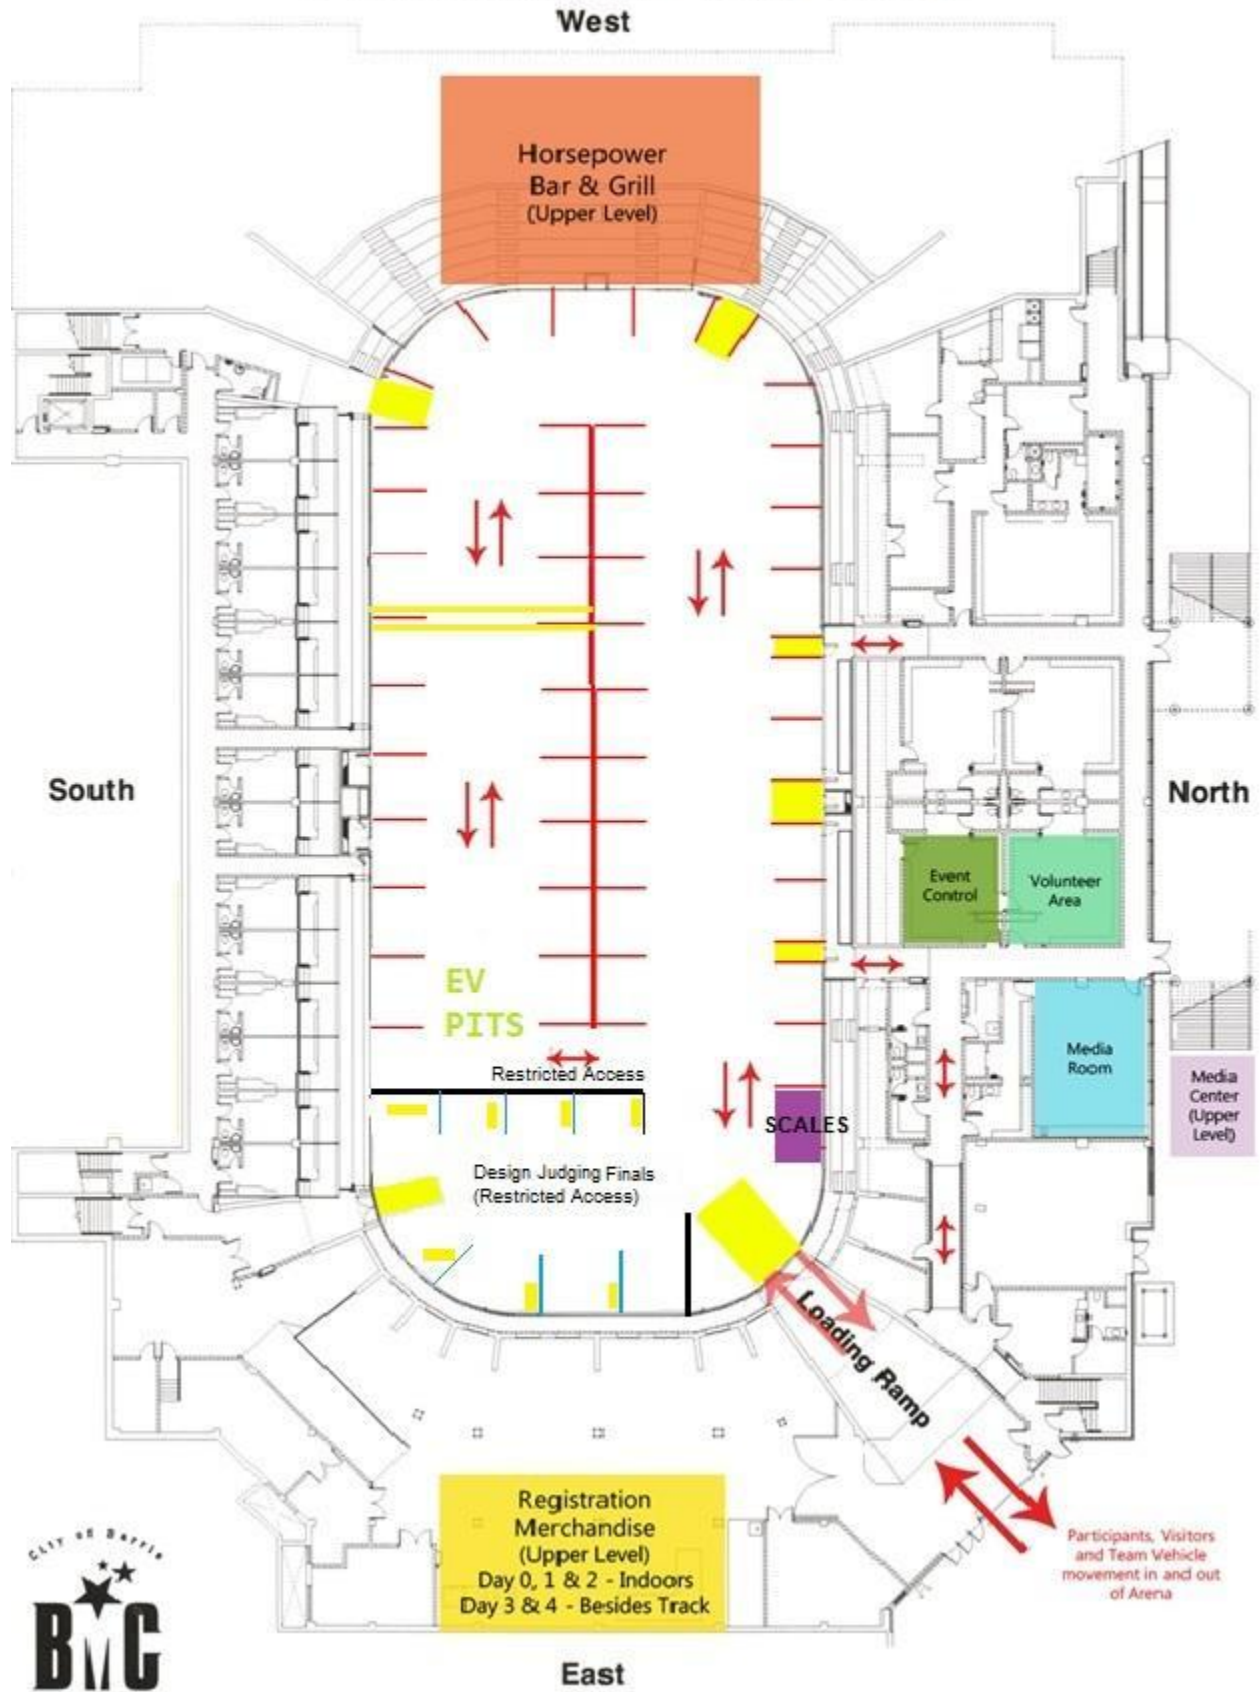 West
Horsepower
Bar & Grill
(Upper Level)
South
North
Event
Control
Volunteer
Area
EV
PITS
Media
Room
Restricted Access
Media
Center
(Upper
Level)
SCALES
Design Judging Finals
(Restricted Access)
Loading Ramp
Registration
Merchandise
(Upper Level)
Day 0, 1 & 2 - Indoors
Day 3 & 4 - Besides Track
Participants, Visitors
and Team Vehicle
movement in and out
of Arena
City of Barrie
BMC
East